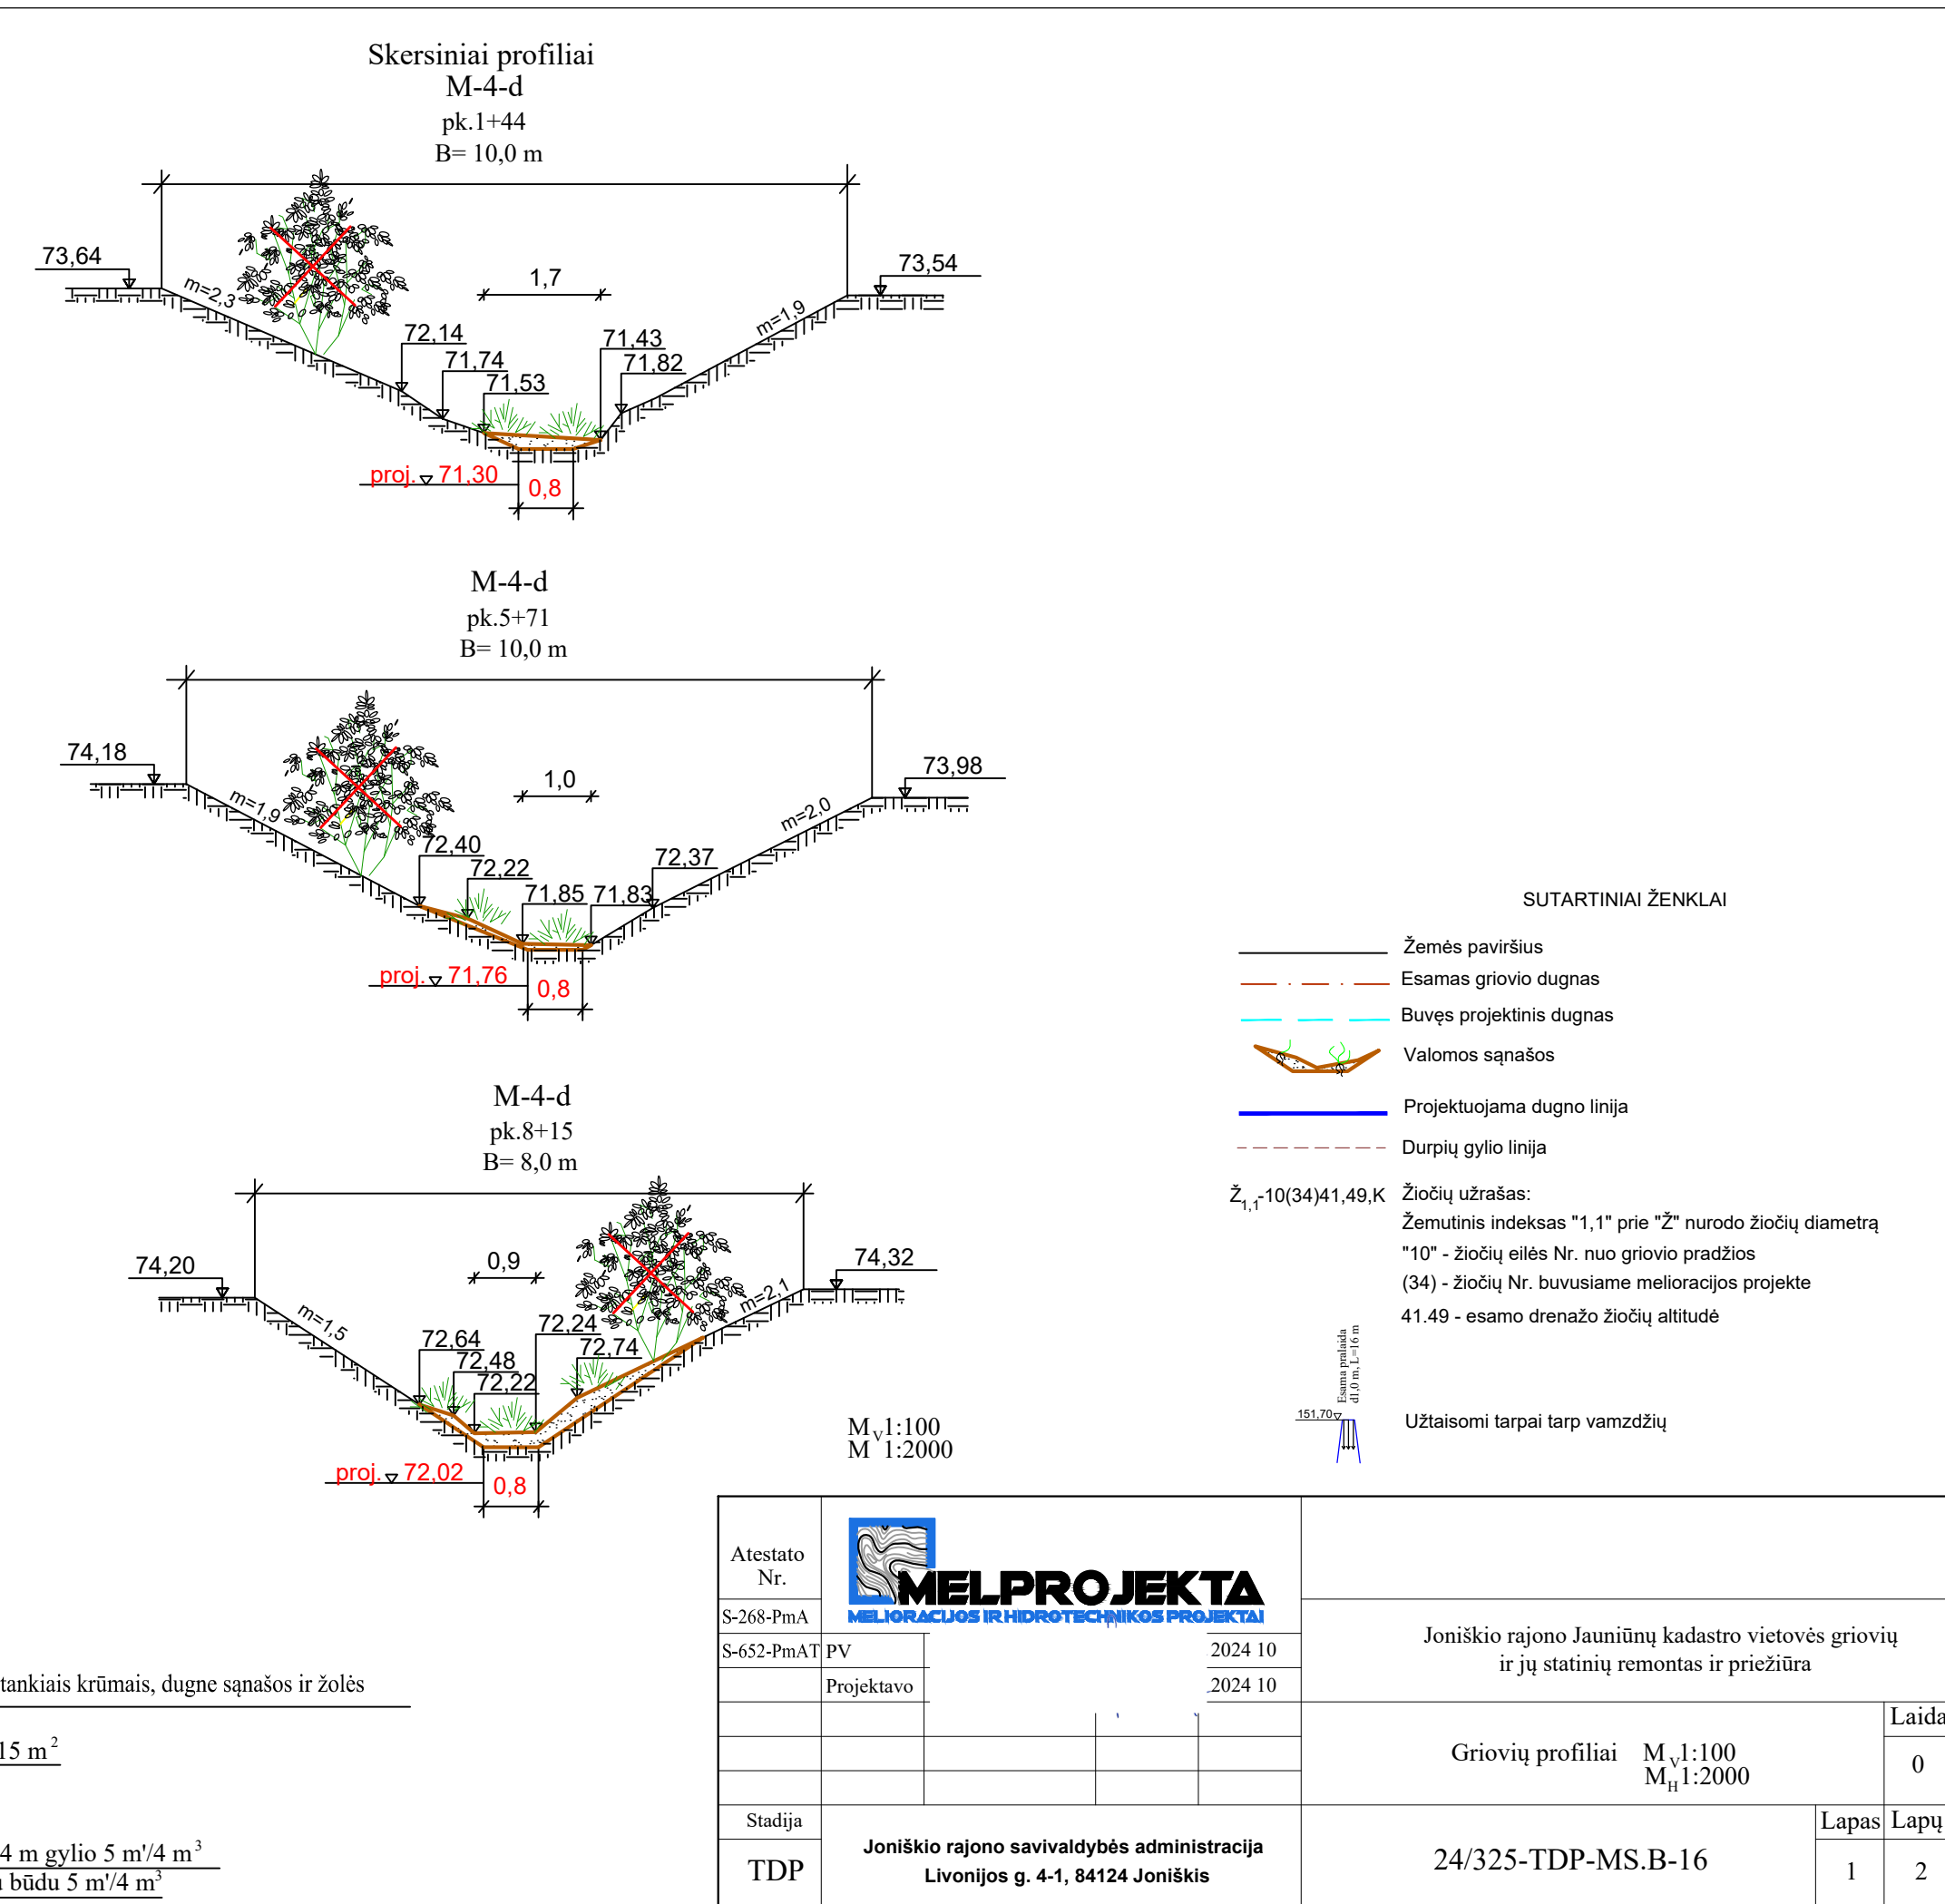 Skersiniai profiliai
M-4-d
pk.1+44
B= 10,0 m
73,64
m=2,3
1,7
73,54
m=1,9
72,14
71,74
71,53
71,43
71,82
proj. 71,30
0,8
M-4-d
pk.5+71
B= 10,0 m
74,18
m=1,9
1,0
73,98
m=2,0
72,40
72,22
71,85
71,83
72,37
proj. 71,76
0,8
M-4-d
pk.8+15
B= 8,0 m
74,20
m=1,5
0,9
74,32
m=2,1
72,64
72,48
72,22
72,24
72,74
proj. 72,02
0,8
MV1:100
M 1:2000
SUTARTINIAI ŽENKLAI
Žemės paviršius
Esamas griovio dugnas
Buvęs projektinis dugnas
Valomos sąnašos
Projektuojama dugno linija
Durpių gylio linija
Ž1,1-10(34)41,49,K Žiočių užrašas:
Žemutinis indeksas "1,1" prie "Ž" nurodo žiočių diametrą
"10" - žiočių eilės Nr. nuo griovio pradžios
(34) - žiočių Nr. buvusiame melioracijos projekte
41.49 - esamo drenažo žiočių altitudė
Esama pralaida
d1,0 m, L=16 m
151,70
Užtaisomi tarpai tarp vamzdžių
tankiais krūmais, dugne sąnašos ir žolės
15 m²
4 m gylio 5 m'/4 m³
būdu 5 m'/4 m³
Atestato
Nr.
MELPROJEKTA
MELIORACIJOS IR HIDROTECHNIKOS PROJEKTAI
S-268-PmA
S-652-PmAT PV 2024 10
Projektavo 2024 10
Joniškio rajono Jauniūnų kadastro vietovės griovių
ir jų statinių remontas ir priežiūra
Griovių profiliai MV1:100
MH1:2000
Laida
0
Stadija
TDP
Joniškio rajono savivaldybės administracija
Livonijos g. 4-1, 84124 Joniškis
24/325-TDP-MS.B-16
Lapas Lapų
1 2